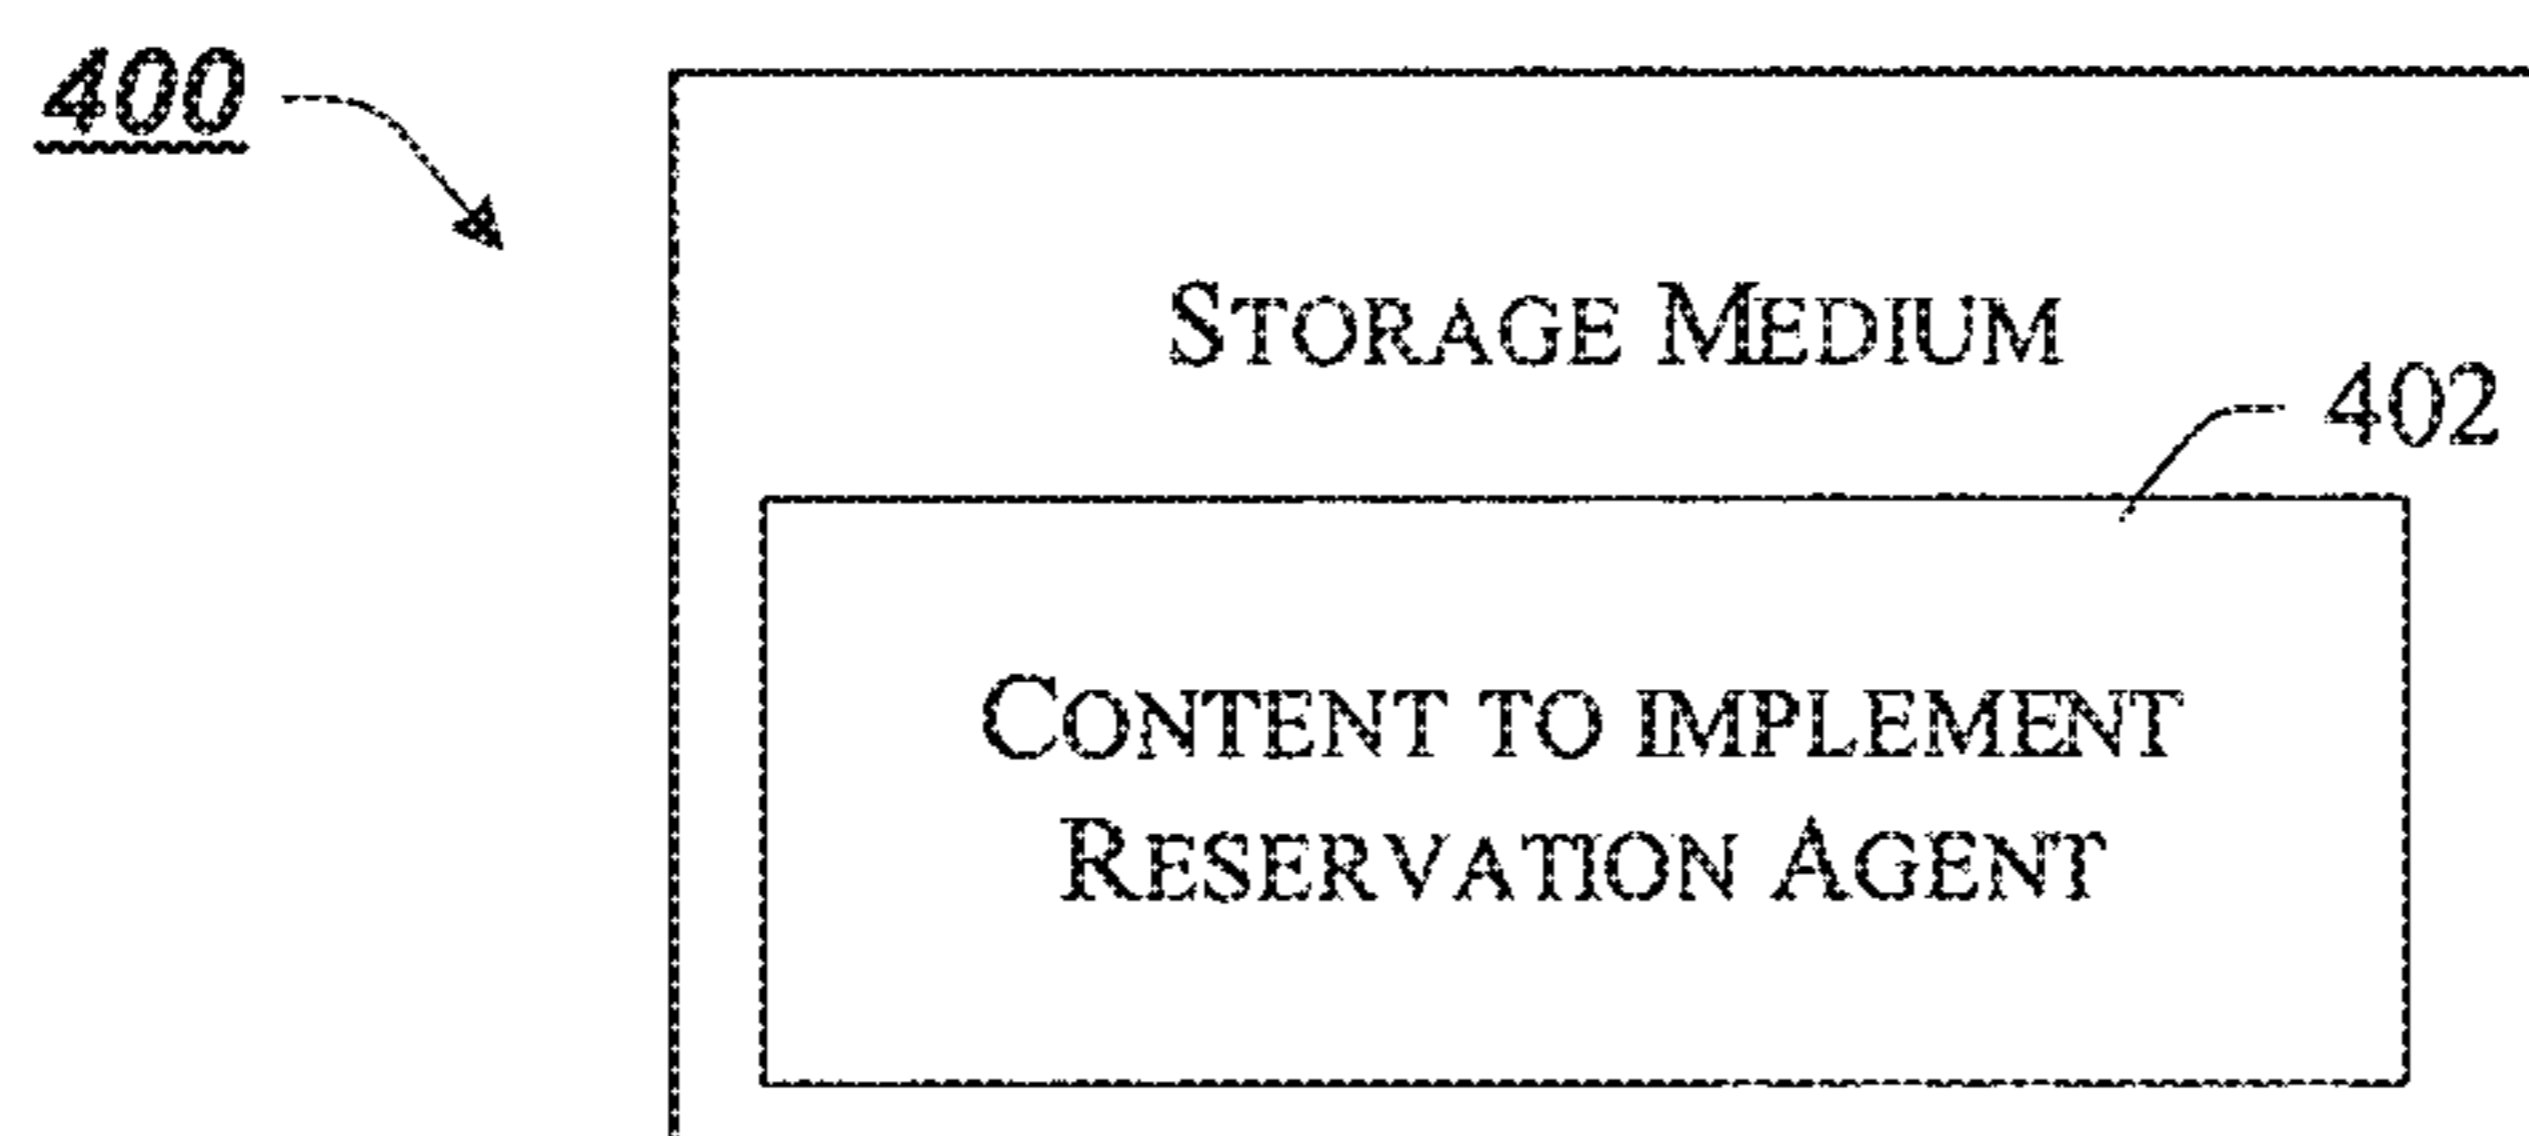 400
STORAGE MEDIUM
402
CONTENT TO IMPLEMENT
RESERVATION AGENT